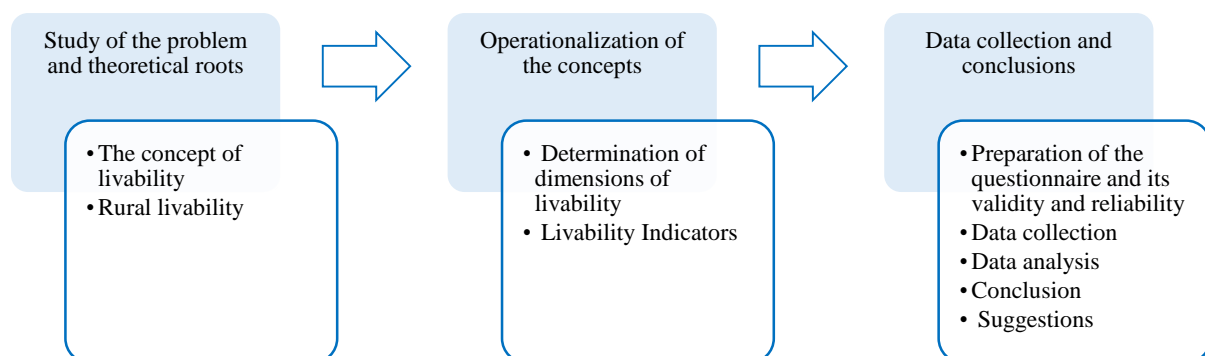 Study of the problem
and theoretical roots
• The concept of
livability
• Rural livability
Operationalization of
the concepts
• Determination of
dimensions of
livability
• Livability Indicators
Data collection and
conclusions
• Preparation of the
questionnaire and its
validity and reliability
• Data collection
• Data analysis
• Conclusion
• Suggestions